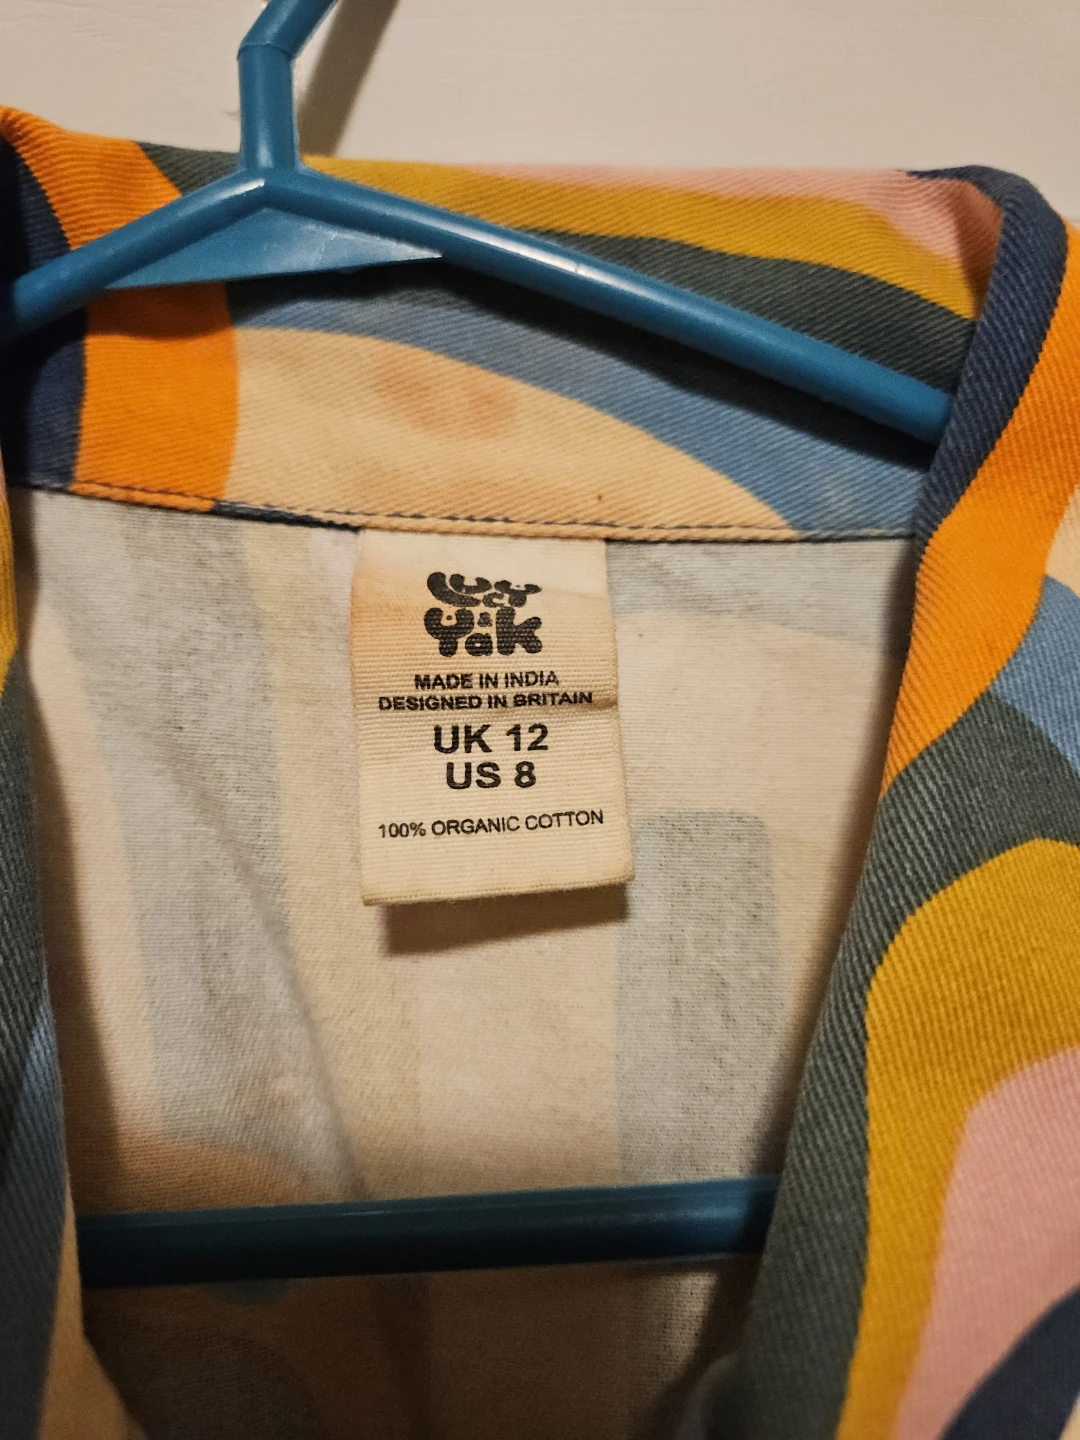 Lucy
& Yak
MADE IN INDIA
DESIGNED IN BRITAIN
UK 12
US 8
100% ORGANIC COTTON